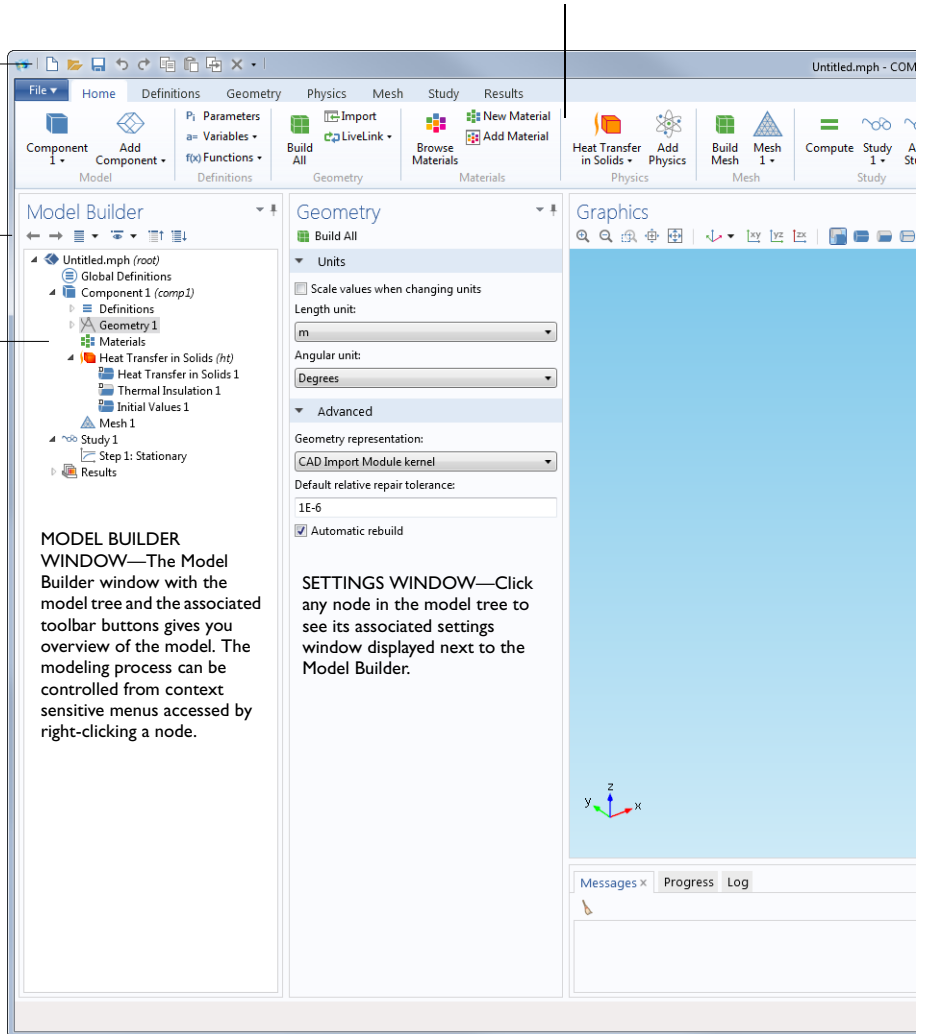 Untitled.mph - COM
File
Home Definitions Geometry Physics Mesh Study Results
Component 1
Add Component
Model
Pi Parameters
a= Variables
f(x) Functions
Definitions
Build All
Import
LiveLink
Geometry
Browse Materials
New Material
Add Material
Materials
Heat Transfer in Solids
Add Physics
Physics
Build Mesh
Mesh 1
Mesh
Compute
Study 1
Study
Model Builder
Untitled.mph (root)
Global Definitions
Component 1 (comp1)
Definitions
Geometry 1
Materials
Heat Transfer in Solids (ht)
Heat Transfer in Solids 1
Thermal Insulation 1
Initial Values 1
Mesh 1
Study 1
Step 1: Stationary
Results
MODEL BUILDER
WINDOW—The Model
Builder window with the
model tree and the associated
toolbar buttons gives you
overview of the model. The
modeling process can be
controlled from context
sensitive menus accessed by
right-clicking a node.
Geometry
Build All
Units
Scale values when changing units
Length unit:
m
Angular unit:
Degrees
Advanced
Geometry representation:
CAD Import Module kernel
Default relative repair tolerance:
1E-6
Automatic rebuild
SETTINGS WINDOW—Click
any node in the model tree to
see its associated settings
window displayed next to the
Model Builder.
Graphics
xy yz zx
z
y
x
Messages × Progress Log